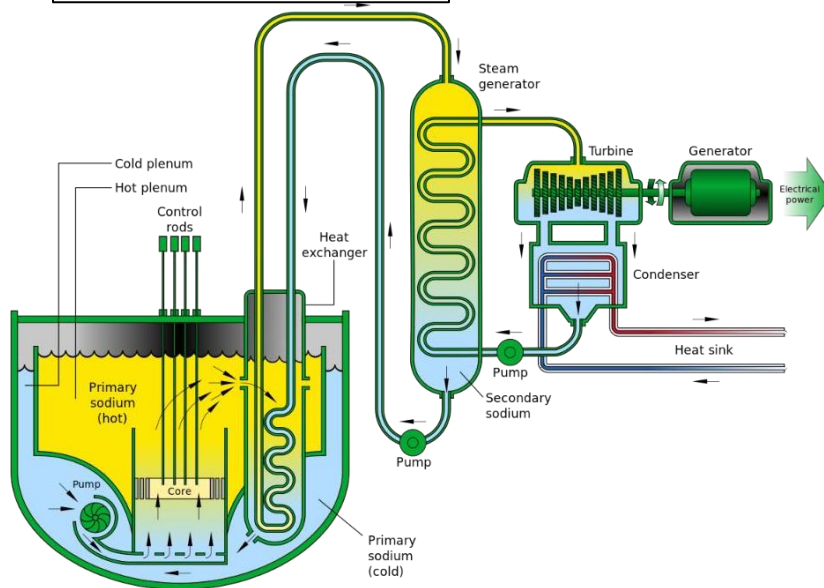 Steam
generator
Turbine
Generator
Electrical
power
Cold plenum
Hot plenum
Control
rods
Heat
exchanger
Condenser
Heat sink
Pump
Primary
sodium
(hot)
Secondary
sodium
Pump
Pump
Core
Primary
sodium
(cold)